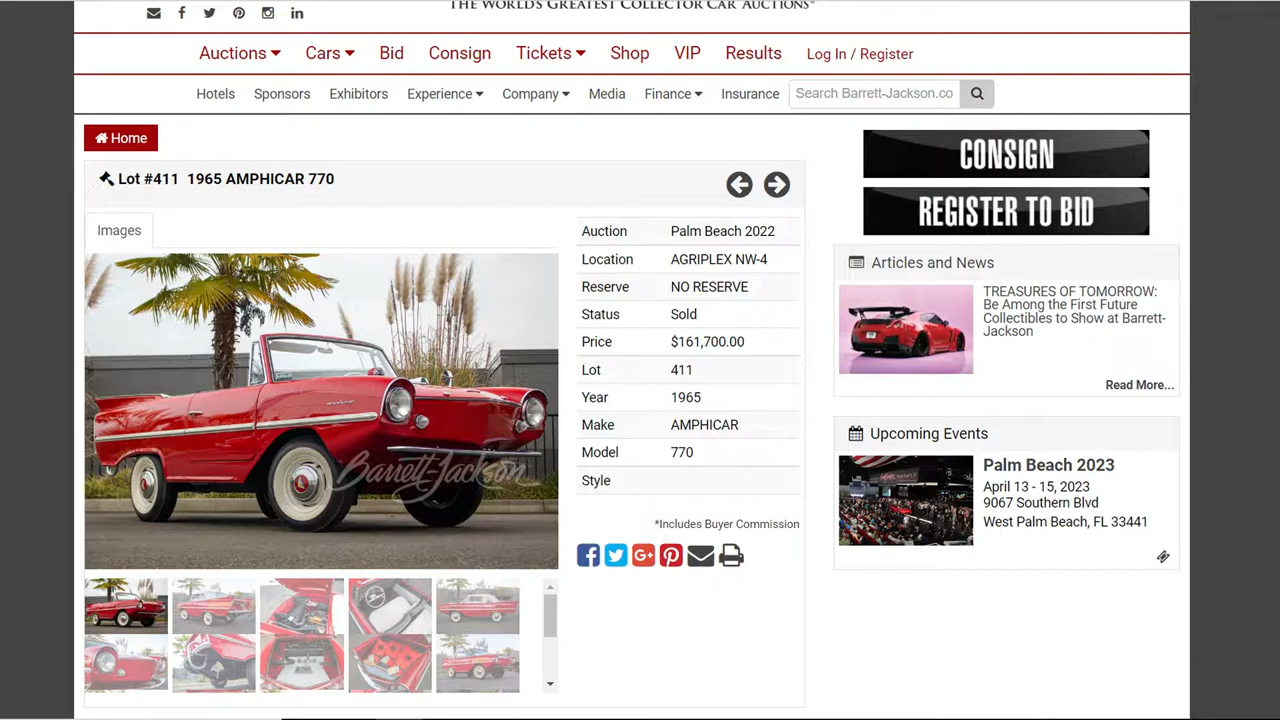 THE WORLD'S GREATEST COLLECTOR CAR AUCTIONS®
Auctions Cars Bid Consign Tickets Shop VIP Results Log In / Register
Hotels Sponsors Exhibitors Experience Company Media Finance Insurance Search Barrett-Jackson.co
Home
CONSIGN
Lot #411 1965 AMPHICAR 770
REGISTER TO BID
Images
Auction Palm Beach 2022
Location AGRIPLEX NW-4
Reserve NO RESERVE
Status Sold
Price $161,700.00
Lot 411
Year 1965
Make AMPHICAR
Model 770
Style
*Includes Buyer Commission
Barrett-Jackson
Articles and News
TREASURES OF TOMORROW:
Be Among the First Future
Collectibles to Show at Barrett-
Jackson
Read More...
Upcoming Events
Palm Beach 2023
April 13 - 15, 2023
9067 Southern Blvd
West Palm Beach, FL 33441